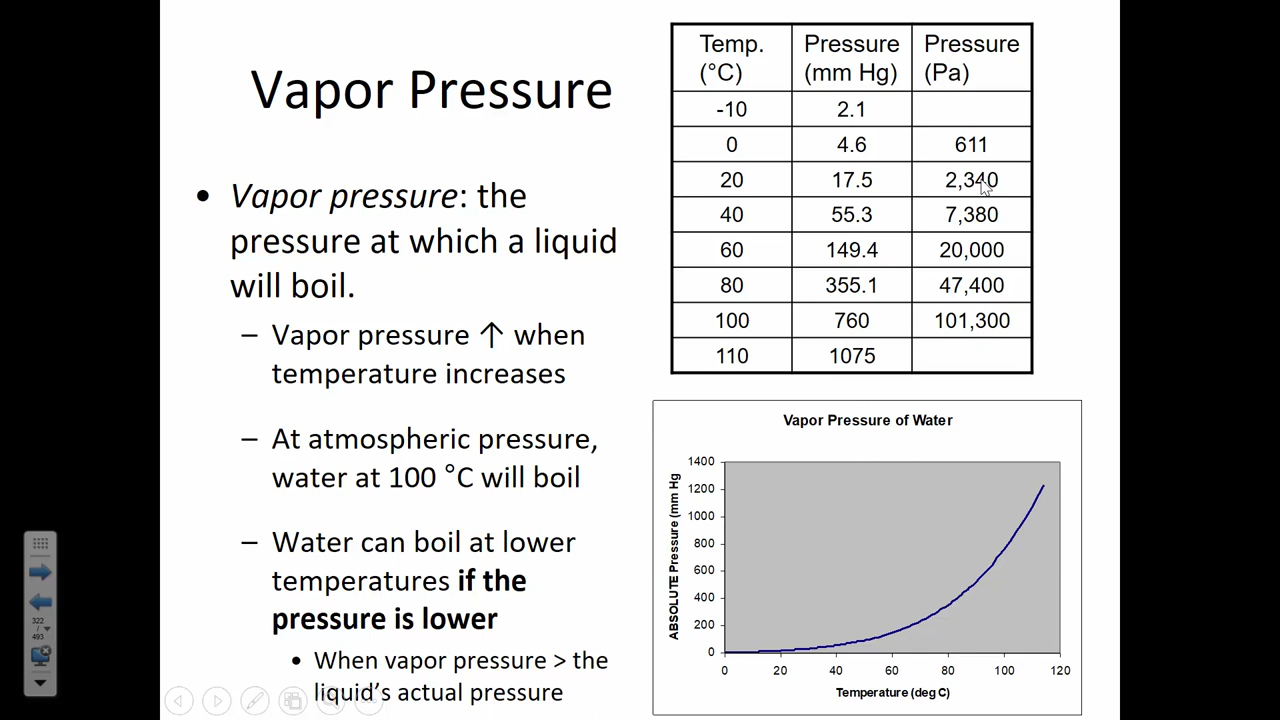 Vapor Pressure
• Vapor pressure: the
pressure at which a liquid
will boil.
– Vapor pressure ↑ when
temperature increases
– At atmospheric pressure,
water at 100 °C will boil
– Water can boil at lower
temperatures if the
pressure is lower
• When vapor pressure > the
liquid's actual pressure
Temp. (°C) Pressure (mm Hg) Pressure (Pa)
-10 2.1
0 4.6 611
20 17.5 2,340
40 55.3 7,380
60 149.4 20,000
80 355.1 47,400
100 760 101,300
110 1075
Vapor Pressure of Water
ABSOLUTE Pressure (mm Hg
1400
1200
1000
800
600
400
200
0
0 20 40 60 80 100 120
Temperature (deg C)
322
/
493